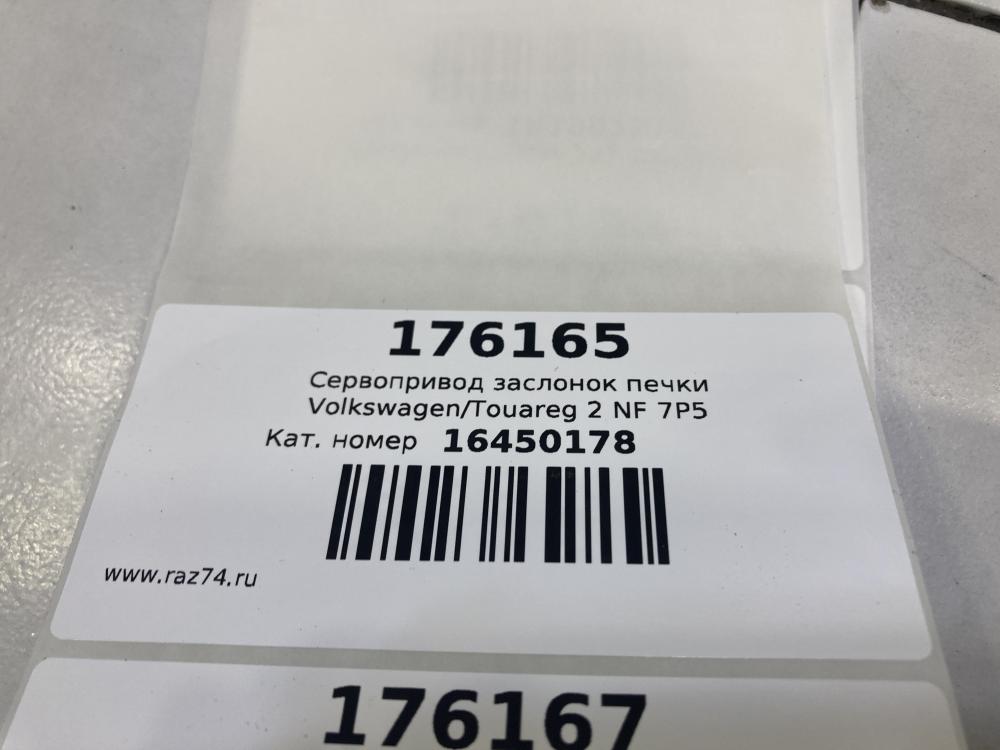 176165
Сервопривод заслонок печки
Volkswagen/Touareg 2 NF 7P5
Кат. номер 16450178
www.raz74.ru
176167